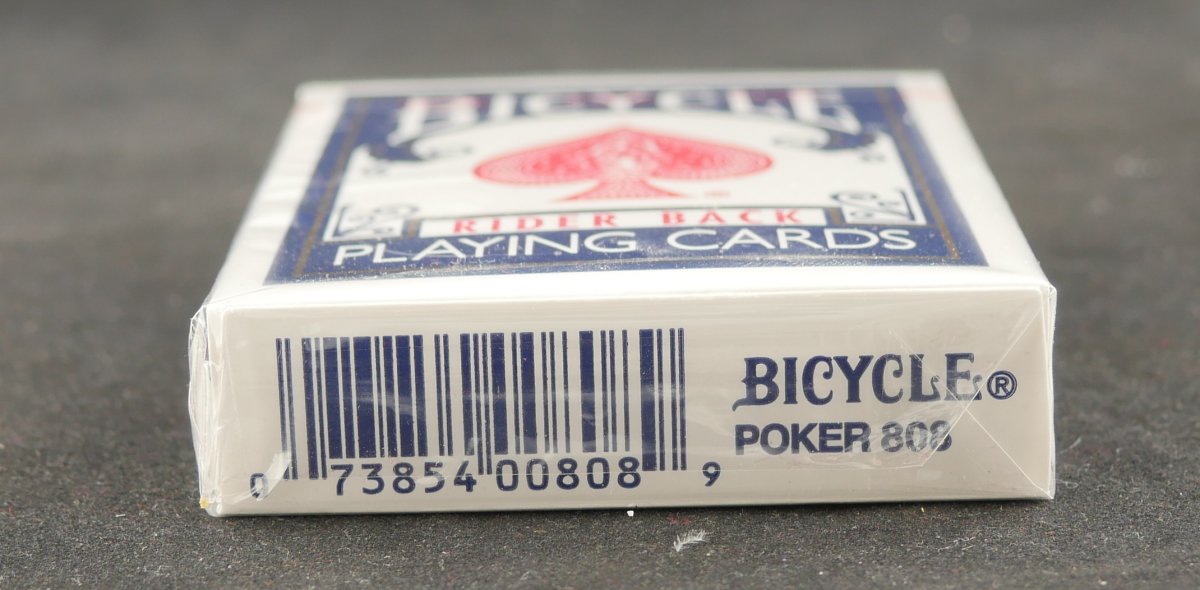 BICYCLE
®
RIDER BACK
PLAYING CARDS
BICYCLE®
POKER 808
0 73854 00808 9